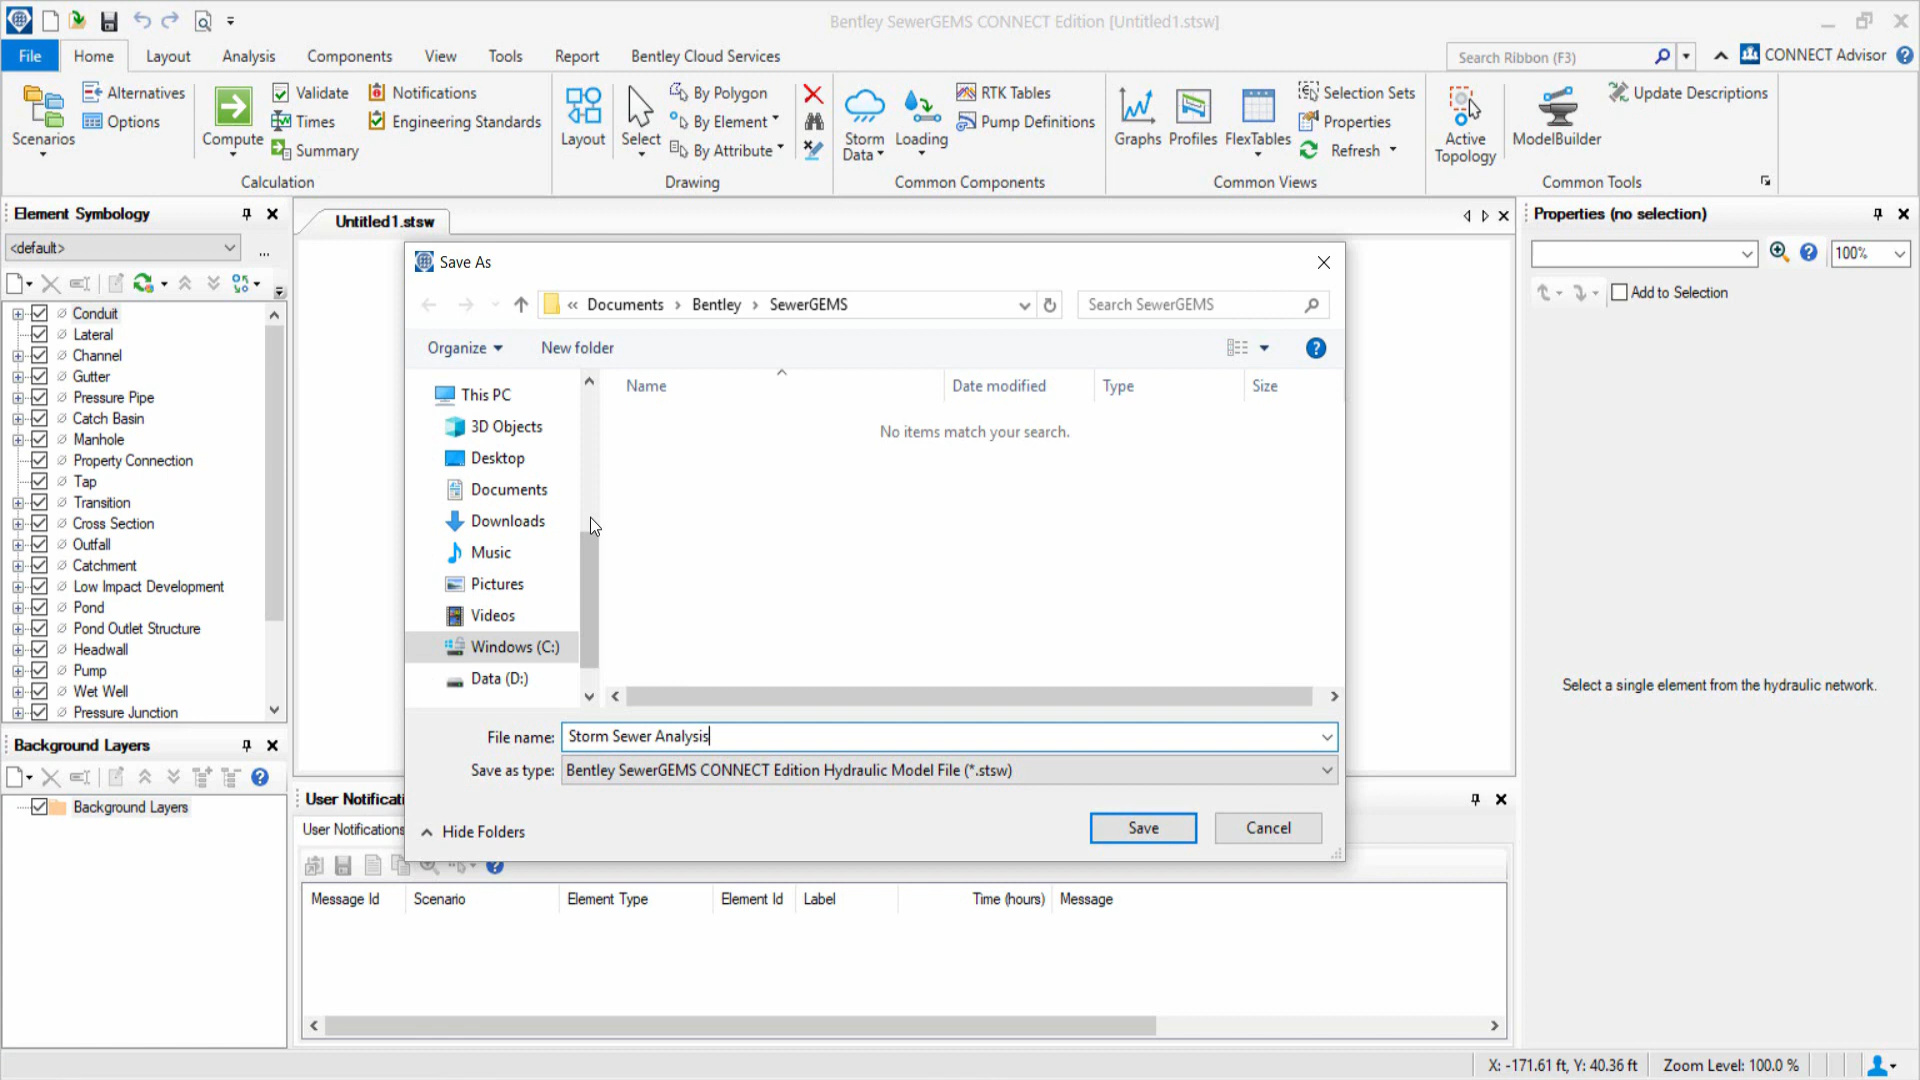 Bentley SewerGEMS CONNECT Edition [Untitled1.stsw]
File Home Layout Analysis Components View Tools Report Bentley Cloud Services Search Ribbon (F3) CONNECT Advisor
Scenarios Alternatives Options
Compute Validate Times Summary
Notifications Engineering Standards
Calculation
Layout Select By Polygon By Element By Attribute
Drawing
Storm Data Loading RTK Tables Pump Definitions
Common Components
Graphs Profiles FlexTables Selection Sets Properties Refresh
Common Views
Active Topology ModelBuilder Update Descriptions
Common Tools
Element Symbology
<default>
...
Conduit
Lateral
Channel
Gutter
Pressure Pipe
Catch Basin
Manhole
Property Connection
Tap
Transition
Cross Section
Outfall
Catchment
Low Impact Development
Pond
Pond Outlet Structure
Headwall
Pump
Wet Well
Pressure Junction
Background Layers
Background Layers
Untitled1.stsw
Save As
« Documents › Bentley › SewerGEMS
Search SewerGEMS
Organize New folder
This PC
3D Objects
Desktop
Documents
Downloads
Music
Pictures
Videos
Windows (C:)
Data (D:)
Name Date modified Type Size
No items match your search.
File name: Storm Sewer Analysis
Save as type: Bentley SewerGEMS CONNECT Edition Hydraulic Model File (*.stsw)
Hide Folders
Save Cancel
User Notificati
User Notifications
Message Id Scenario Element Type Element Id Label Time (hours) Message
Properties (no selection)
100%
Add to Selection
Select a single element from the hydraulic network.
X: -171.61 ft, Y: 40.36 ft Zoom Level: 100.0 %